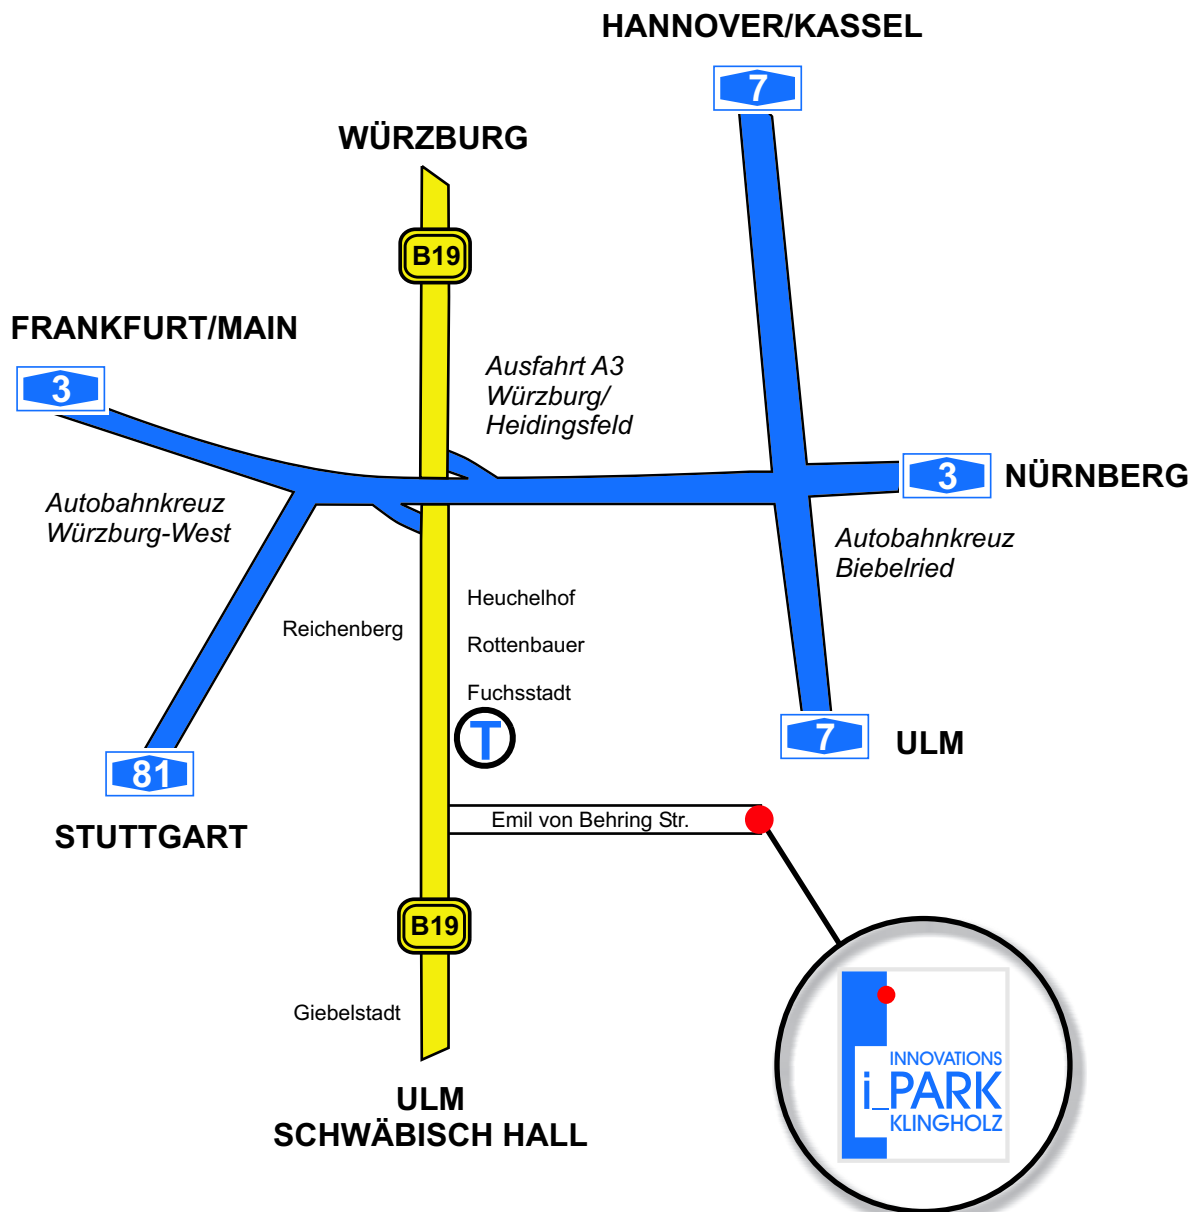 HANNOVER/KASSEL
7
WÜRZBURG
B19
FRANKFURT/MAIN
3
Ausfahrt A3
Würzburg/
Heidingsfeld
3
NÜRNBERG
Autobahnkreuz
Würzburg-West
Autobahnkreuz
Biebelried
Heuchelhof
Reichenberg
Rottenbauer
Fuchsstadt
T
7
ULM
81
STUTTGART
Emil von Behring Str.
B19
Giebelstadt
ULM
SCHWÄBISCH HALL
INNOVATIONS
i_PARK
KLINGHOLZ